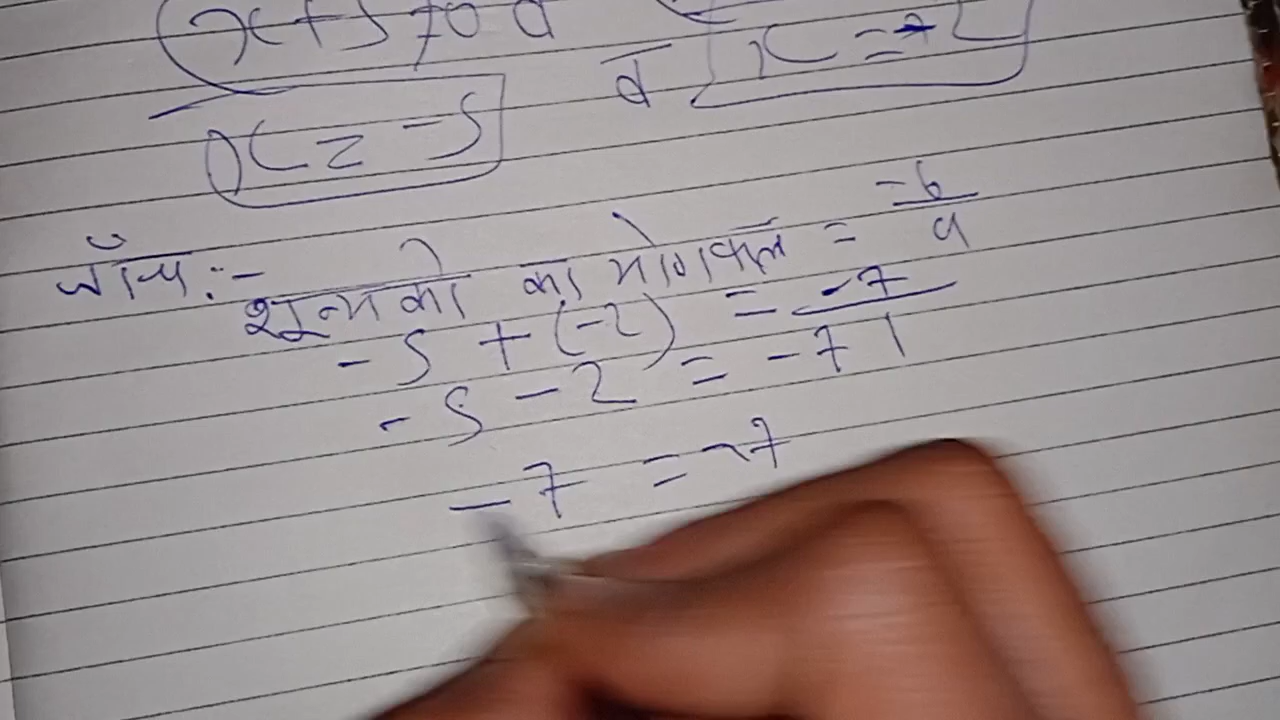 (x+5)=0 व
व x=-2
x=-5
जाँच :- शून्यकों का योगफल = -b/a
-5+(-2) = -7/1
-5-2 = -7
-7 = -7